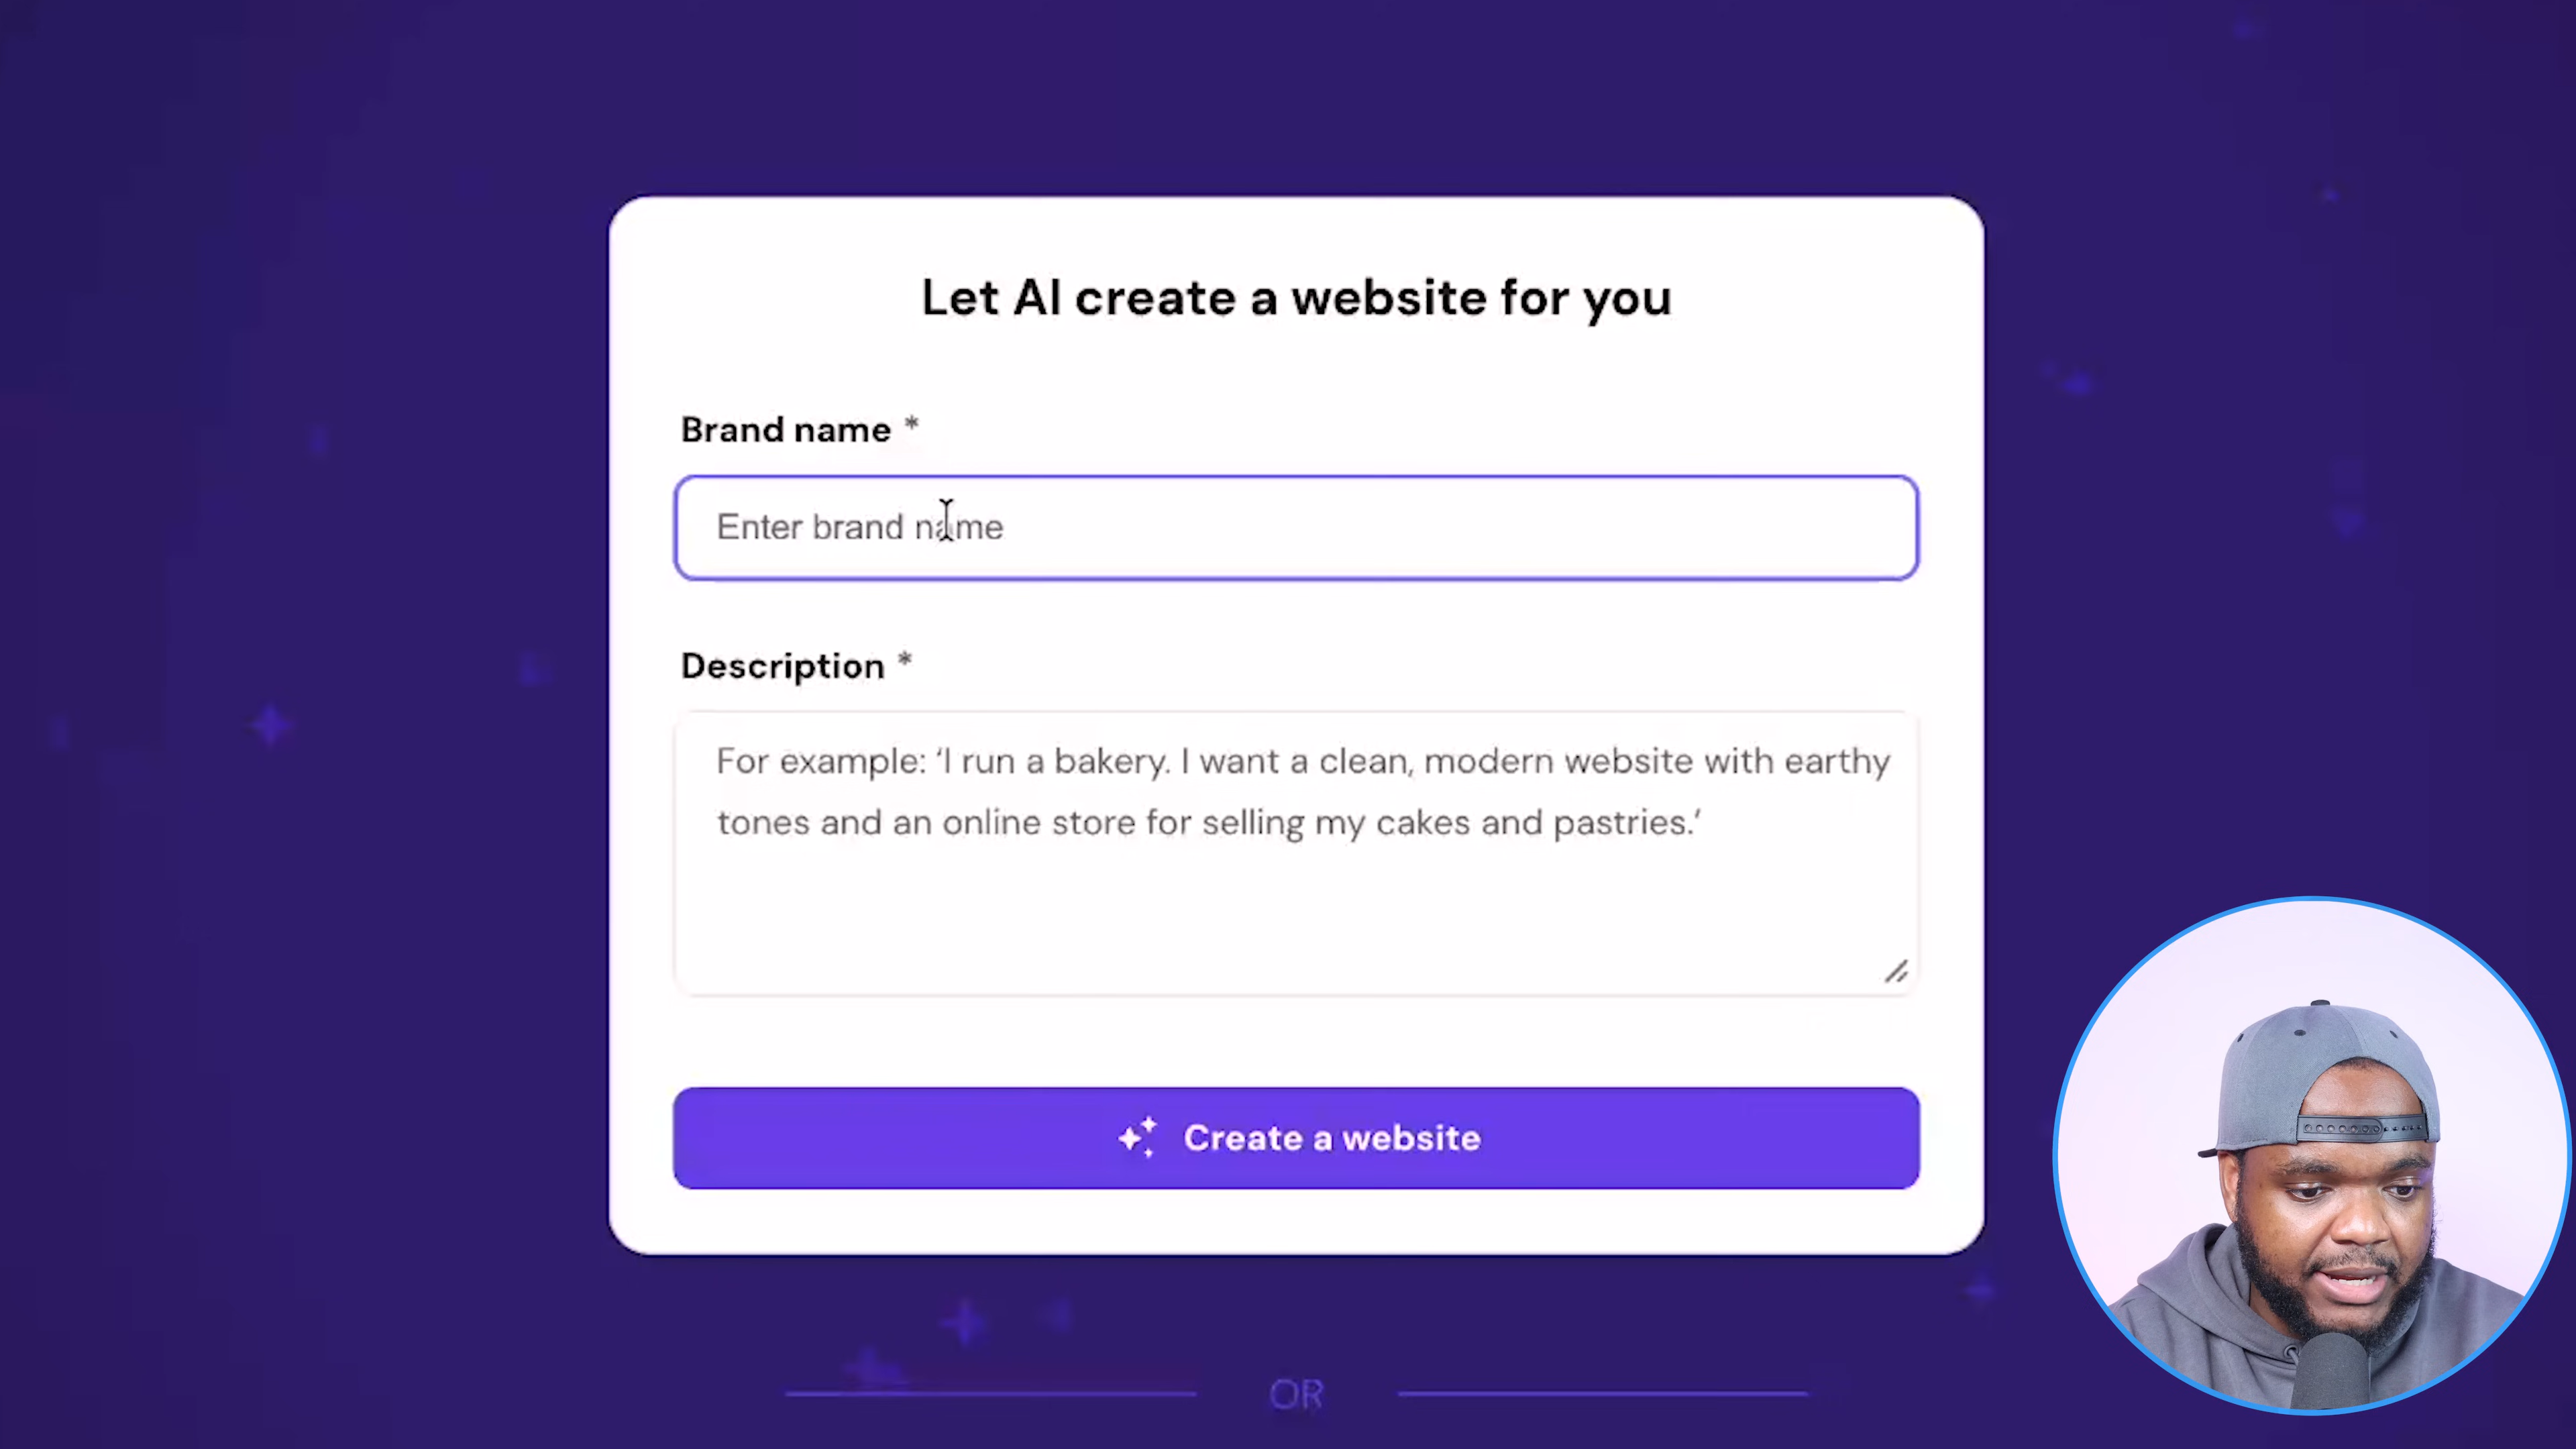 Let AI create a website for you
Brand name *
Enter brand name
Description *
For example: ‘I run a bakery. I want a clean, modern website with earthy
tones and an online store for selling my cakes and pastries.’
Create a website
OR